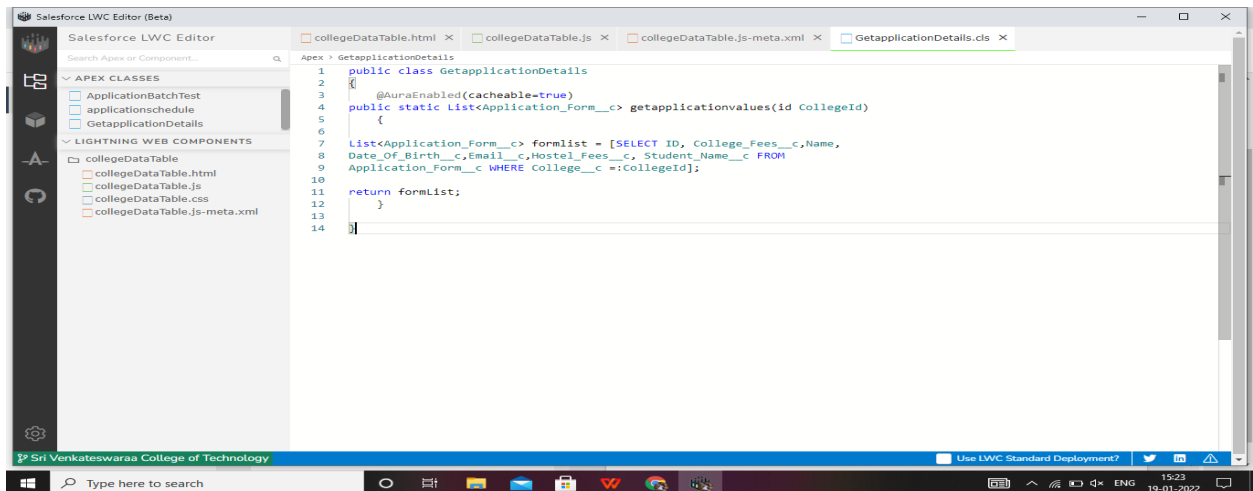 Salesforce LWC Editor (Beta)
Salesforce LWC Editor
collegeDataTable.html × collegeDataTable.js × collegeDataTable.js-meta.xml × GetapplicationDetails.cls ×
Search Apex or Component...
Apex > GetapplicationDetails
APEX CLASSES
ApplicationBatchTest
applicationschedule
GetapplicationDetails
LIGHTNING WEB COMPONENTS
collegeDataTable
collegeDataTable.html
collegeDataTable.js
collegeDataTable.css
collegeDataTable.js-meta.xml
1 public class GetapplicationDetails
2 {
3 @AuraEnabled(cacheable=true)
4 public static List<Application_Form__c> getapplicationvalues(id CollegeId)
5 {
6
7 List<Application_Form__c> formlist = [SELECT ID, College_Fees__c,Name,
8 Date_Of_Birth__c,Email__c,Hostel_Fees__c, Student_Name__c FROM
9 Application_Form__c WHERE College__c =:CollegeId];
10
11 return formList;
12 }
13
14 }
Sri Venkateswaraa College of Technology
Use LWC Standard Deployment?
Type here to search
ENG
15:23
19-01-2022